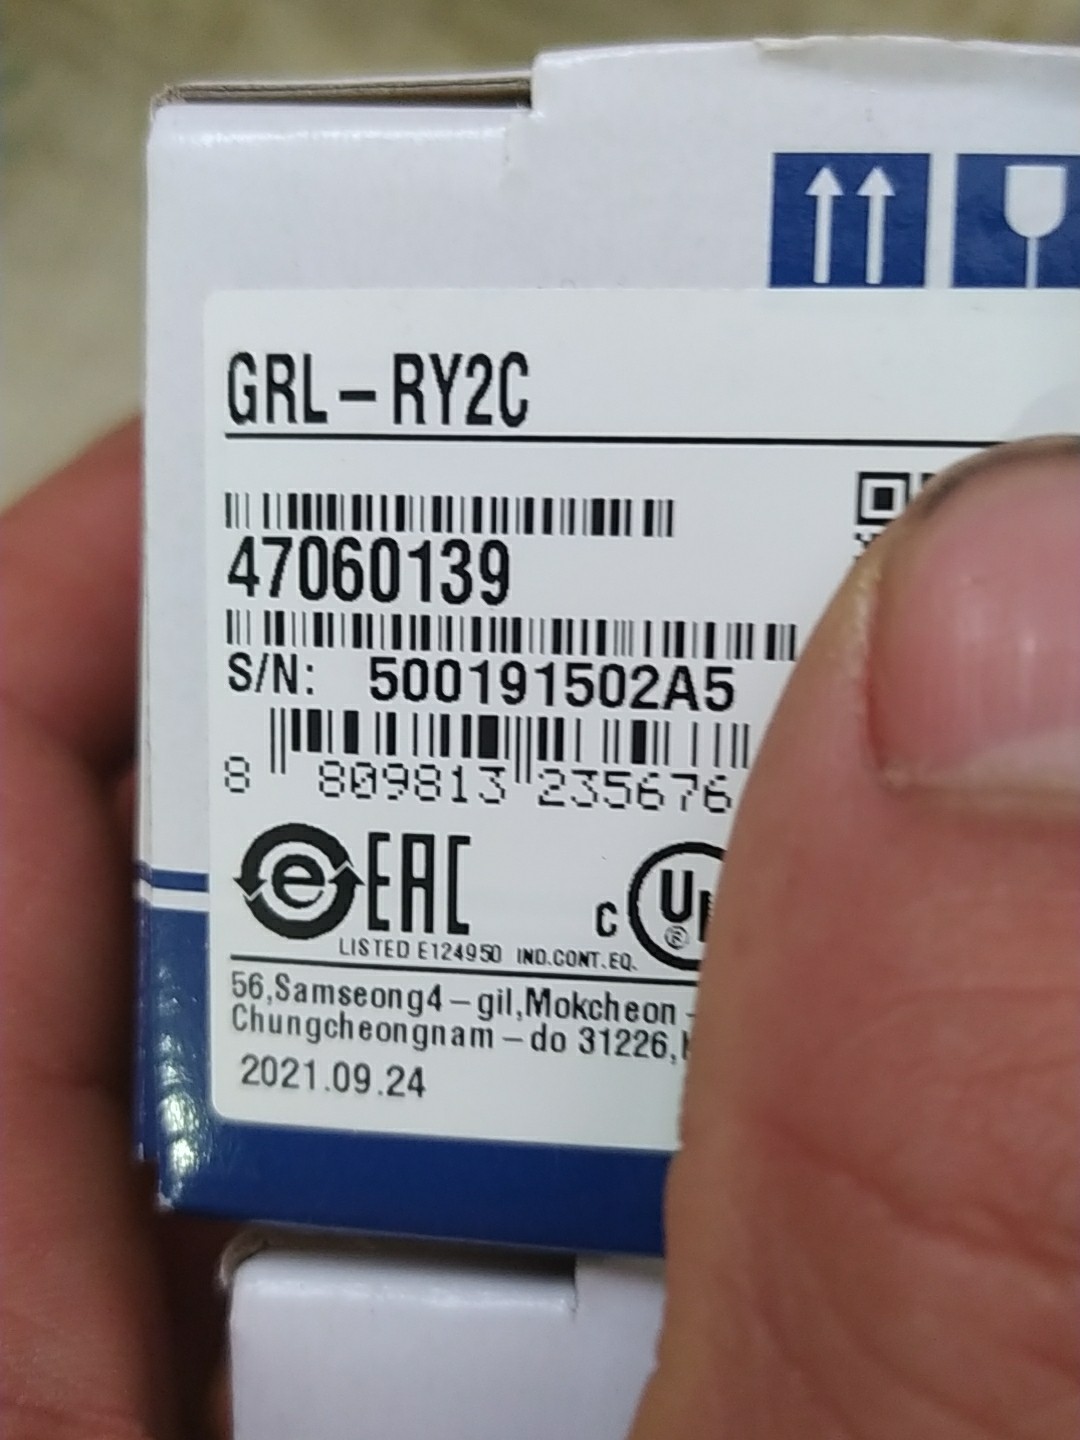 GRL-RY2C
47060139
S/N: 500191502A5
8 809813 235676
e EAC
C U ®
LISTED E124950 IND.CONT.EQ.
56,Samseong4-gil,Mokcheon-
Chungcheongnam-do 31226,
2021.09.24